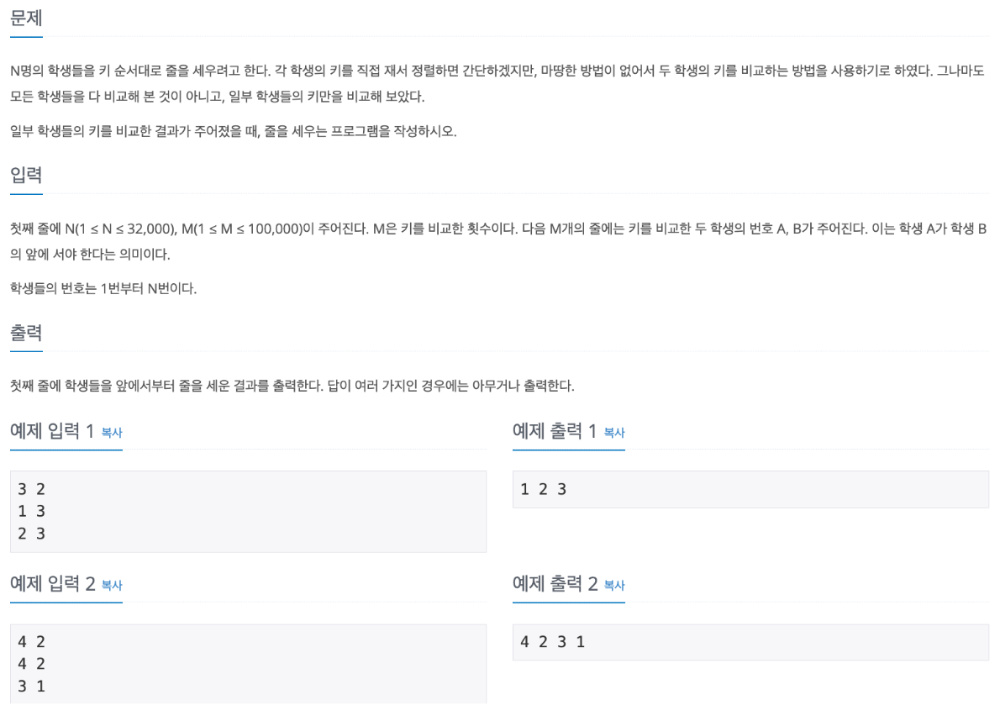 문제
N명의 학생들을 키 순서대로 줄을 세우려고 한다. 각 학생의 키를 직접 재서 정렬하면 간단하겠지만, 마땅한 방법이 없어서 두 학생의 키를 비교하는 방법을 사용하기로 하였다. 그나마도
모든 학생들을 다 비교해 본 것이 아니고, 일부 학생들의 키만을 비교해 보았다.
일부 학생들의 키를 비교한 결과가 주어졌을 때, 줄을 세우는 프로그램을 작성하시오.
입력
첫째 줄에 N(1 ≤ N ≤ 32,000), M(1 ≤ M ≤ 100,000)이 주어진다. M은 키를 비교한 횟수이다. 다음 M개의 줄에는 키를 비교한 두 학생의 번호 A, B가 주어진다. 이는 학생 A가 학생 B
의 앞에 서야 한다는 의미이다.
학생들의 번호는 1번부터 N번이다.
출력
첫째 줄에 학생들을 앞에서부터 줄을 세운 결과를 출력한다. 답이 여러 가지인 경우에는 아무거나 출력한다.
예제 입력 1 복사
3 2
1 3
2 3
예제 출력 1 복사
1 2 3
예제 입력 2 복사
4 2
4 2
3 1
예제 출력 2 복사
4 2 3 1